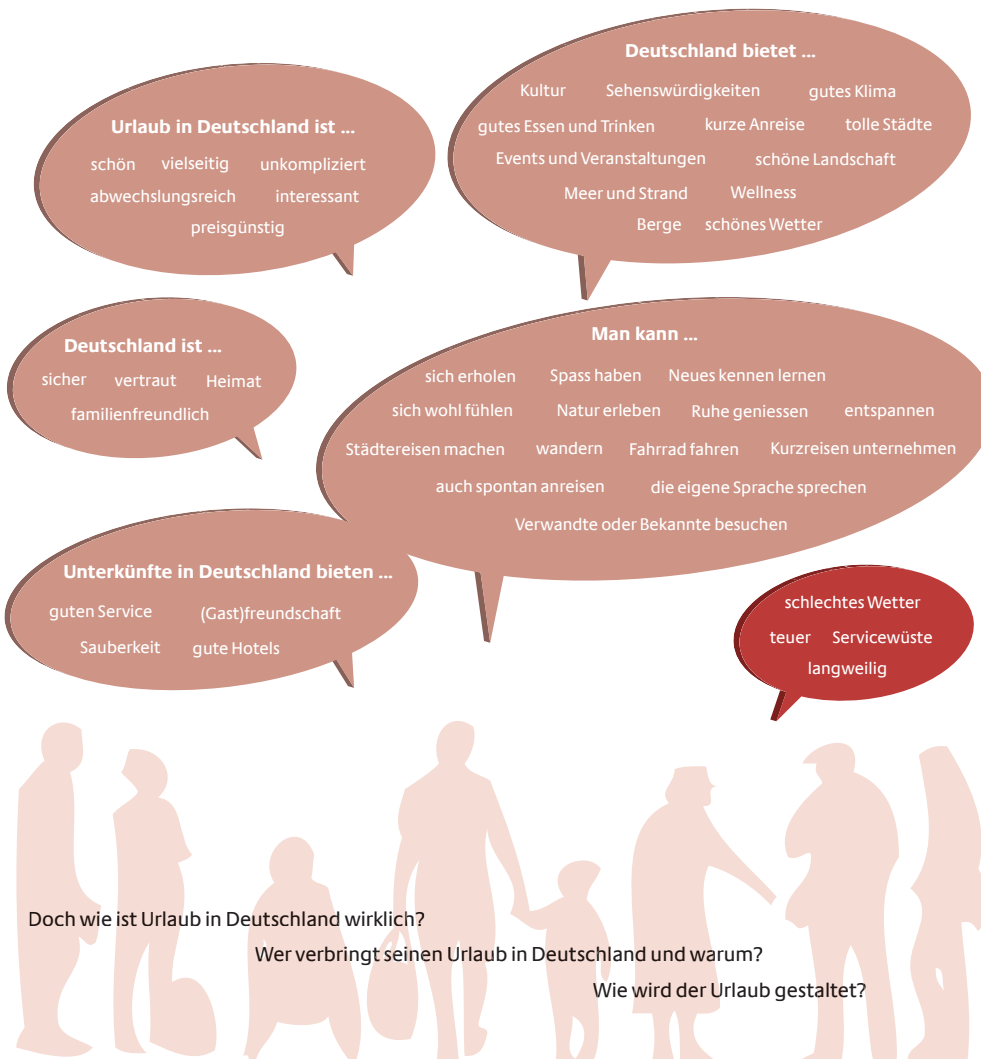 Urlaub in Deutschland ist ...
schön vielseitig unkompliziert
abwechslungsreich interessant
preisgünstig
Deutschland bietet ...
Kultur Sehenswürdigkeiten gutes Klima
gutes Essen und Trinken kurze Anreise tolle Städte
Events und Veranstaltungen schöne Landschaft
Meer und Strand Wellness
Berge schönes Wetter
Deutschland ist ...
sicher vertraut Heimat
familienfreundlich
Man kann ...
sich erholen Spass haben Neues kennen lernen
sich wohl fühlen Natur erleben Ruhe geniessen entspannen
Städtereisen machen wandern Fahrrad fahren Kurzreisen unternehmen
auch spontan anreisen die eigene Sprache sprechen
Verwandte oder Bekannte besuchen
Unterkünfte in Deutschland bieten ...
guten Service (Gast)freundschaft
Sauberkeit gute Hotels
schlechtes Wetter
teuer Servicewüste
langweilig
Doch wie ist Urlaub in Deutschland wirklich?
Wer verbringt seinen Urlaub in Deutschland und warum?
Wie wird der Urlaub gestaltet?